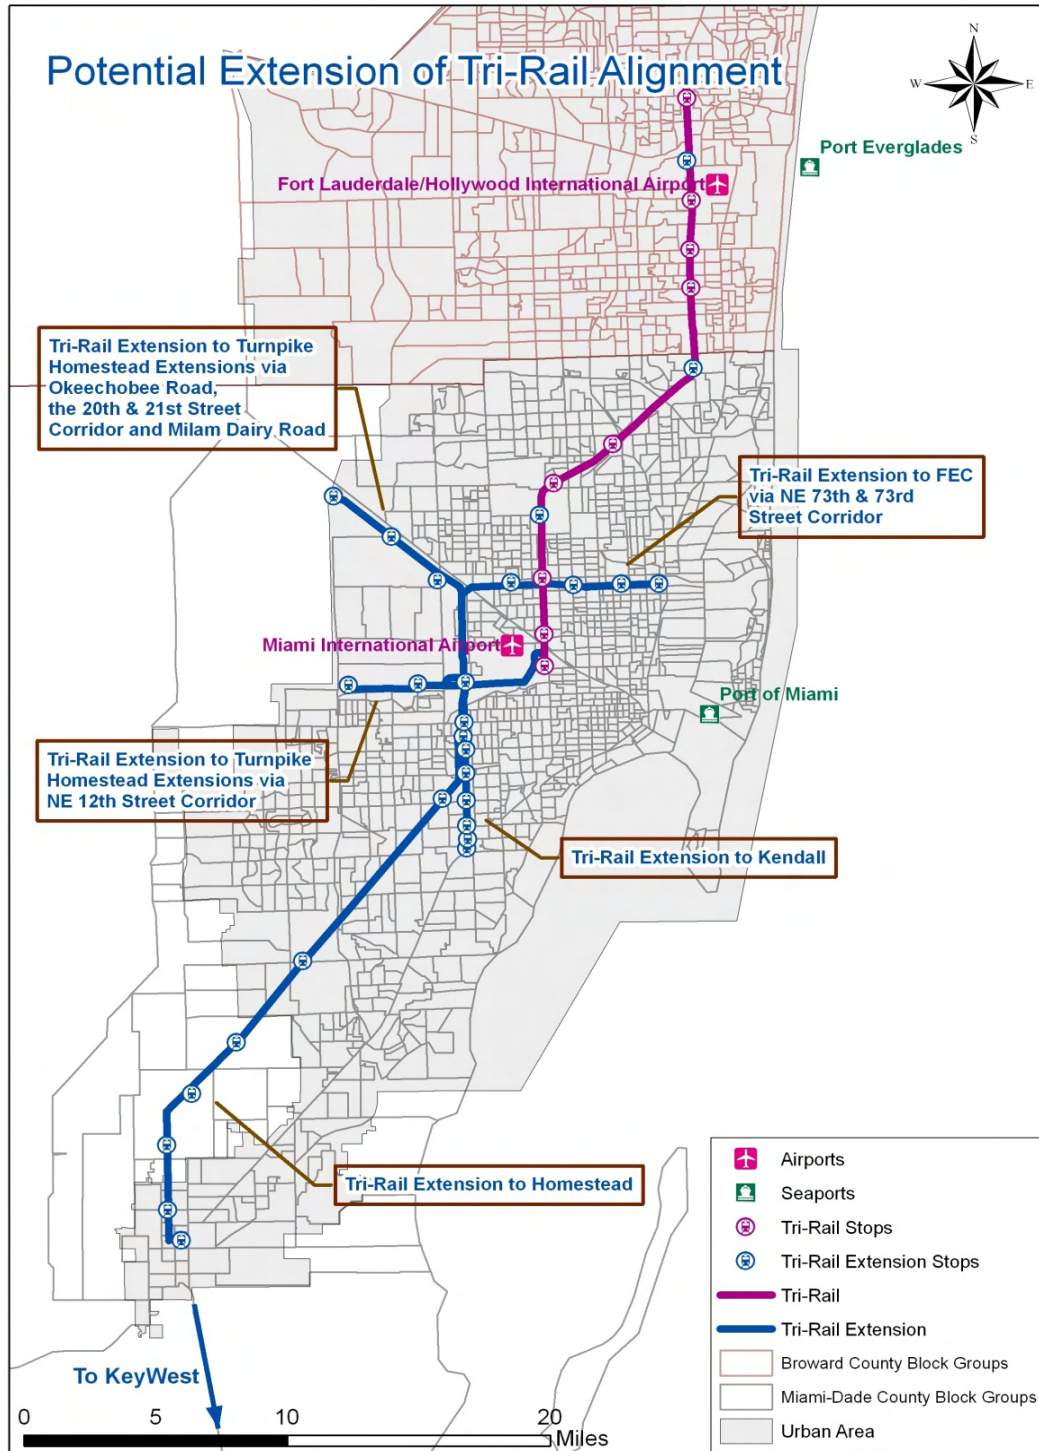 Potential Extension of Tri-Rail Alignment
N
W
E
S
Port Everglades
Fort Lauderdale/Hollywood International Airport
Tri-Rail Extension to Turnpike
Homestead Extensions via
Okeechobee Road,
the 20th & 21st Street
Corridor and Milam Dairy Road
Tri-Rail Extension to FEC
via NE 73th & 73rd
Street Corridor
Miami International Airport
Port of Miami
Tri-Rail Extension to Turnpike
Homestead Extensions via
NE 12th Street Corridor
Tri-Rail Extension to Kendall
Tri-Rail Extension to Homestead
To KeyWest
0 5 10 20
Miles
Airports
Seaports
Tri-Rail Stops
Tri-Rail Extension Stops
Tri-Rail
Tri-Rail Extension
Broward County Block Groups
Miami-Dade County Block Groups
Urban Area